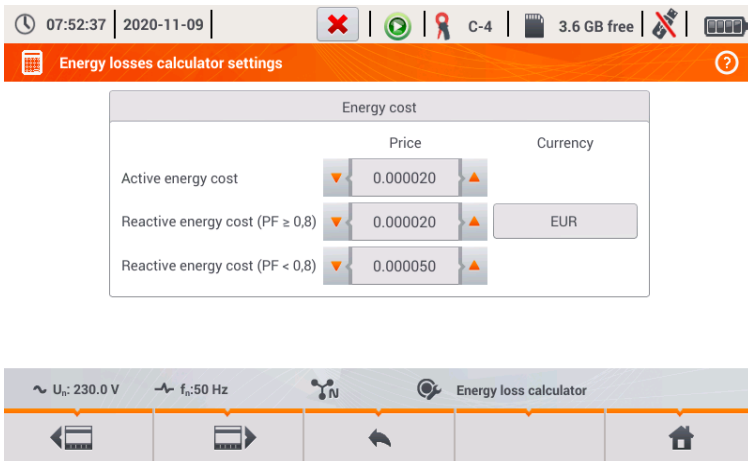 07:52:37 2020-11-09 C-4 3.6 GB free
Energy losses calculator settings ?
Energy cost
Price Currency
Active energy cost 0.000020
Reactive energy cost (PF ≥ 0,8) 0.000020 EUR
Reactive energy cost (PF < 0,8) 0.000050
Uₙ: 230.0 V fₙ:50 Hz N Energy loss calculator